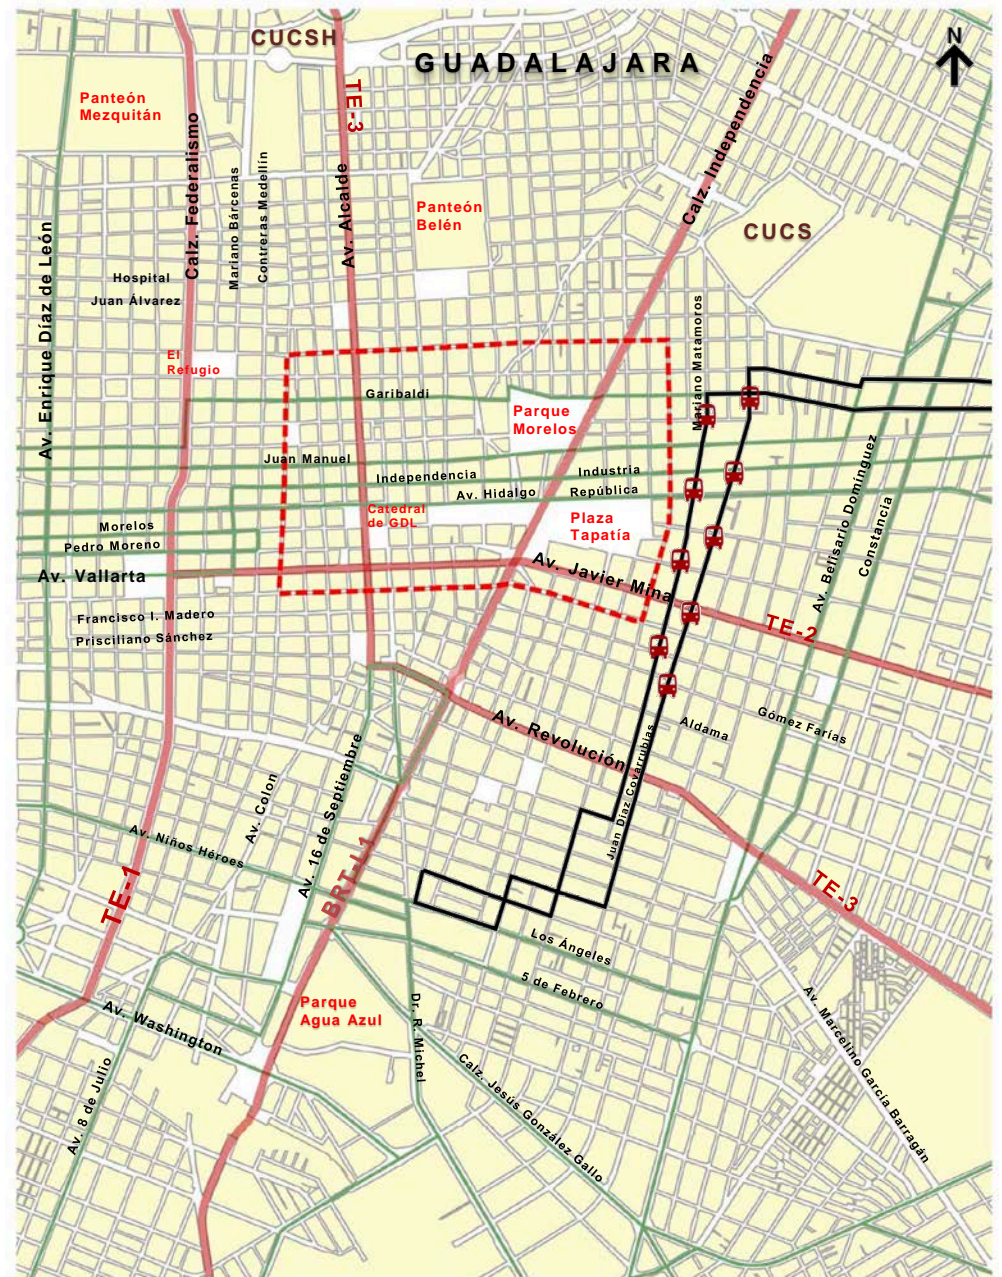 CUCSH
GUADALAJARA
N
Panteón
Mezquitán
TE-3
Calz. Independencia
Calz. Federalismo
Mariano Bárcenas
Contreras Medellín
Av. Alcalde
Panteón
Belén
CUCS
Av. Enrique Díaz de León
Hospital
Juan Álvarez
El
Refugio
Mariano Matamoros
Garibaldi
Parque
Morelos
Juan Manuel
Independencia
Industria
Av. Hidalgo
República
Catedral
de GDL
Plaza
Tapatía
Morelos
Pedro Moreno
Av. Vallarta
Av. Javier Mina
Av. Belisario Domínguez
Constancia
Francisco I. Madero
Prisciliano Sánchez
TE-2
Av. Revolución
Aldama
Gómez Farías
Juan Díaz Covarrubias
Av. Colon
Av. 16 de Septiembre
Av. Niños Héroes
BRT-L1
TE-1
TE-3
Los Ángeles
5 de Febrero
Parque
Agua Azul
Av. Washington
Dr. R. Michel
Av. Marcelino García Barragán
Av. 8 de Julio
Calz. Jesús González Gallo